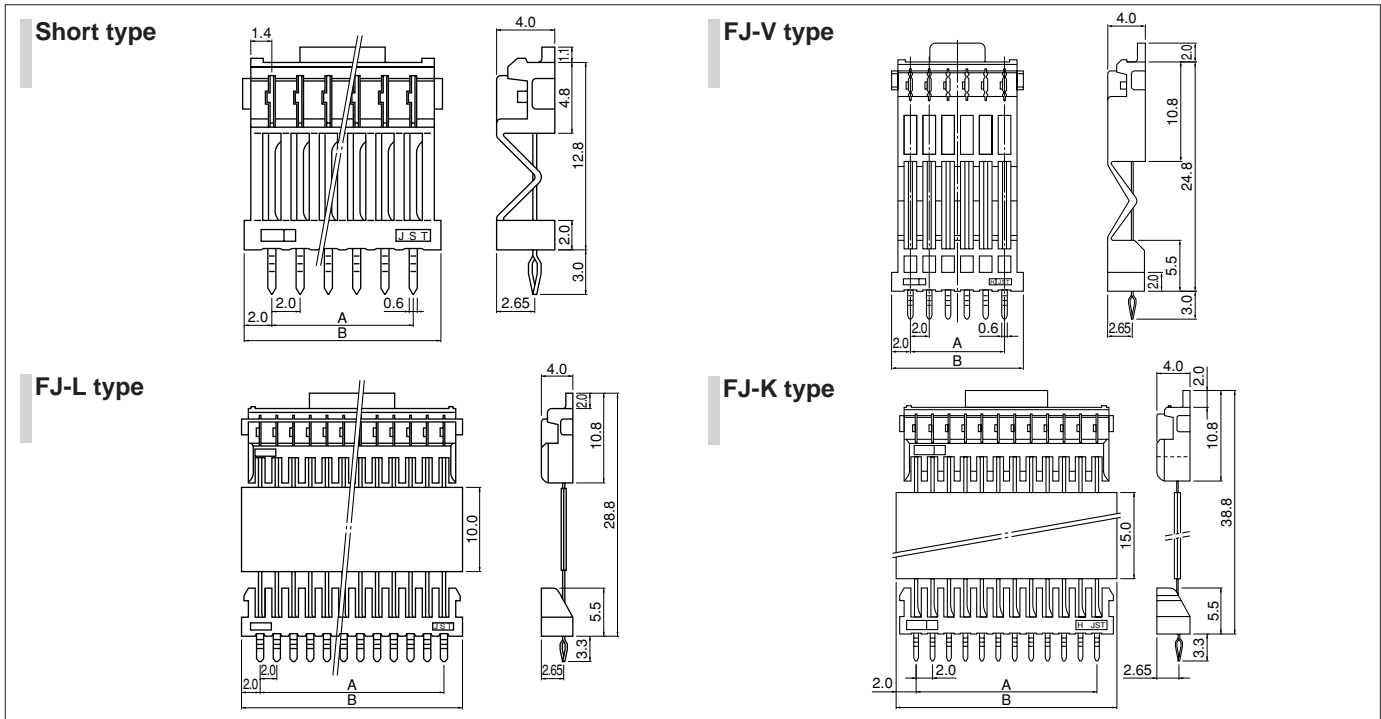 Short type
1.4
4.0
1.1
4.8
12.8
2.0
3.0
J S T
2.0
0.6
2.65
2.0
A
B
FJ-V type
4.0
2.0
10.8
24.8
5.5
2.0
3.0
H JST
2.0
0.6
2.65
2.0
A
B
FJ-L type
4.0
2.0
10.8
28.8
10.0
5.5
3.3
JST
2.0
2.65
2.0
A
B
FJ-K type
4.0
2.0
10.8
38.8
15.0
5.5
3.3
H JST
2.65
2.0
2.0
A
B